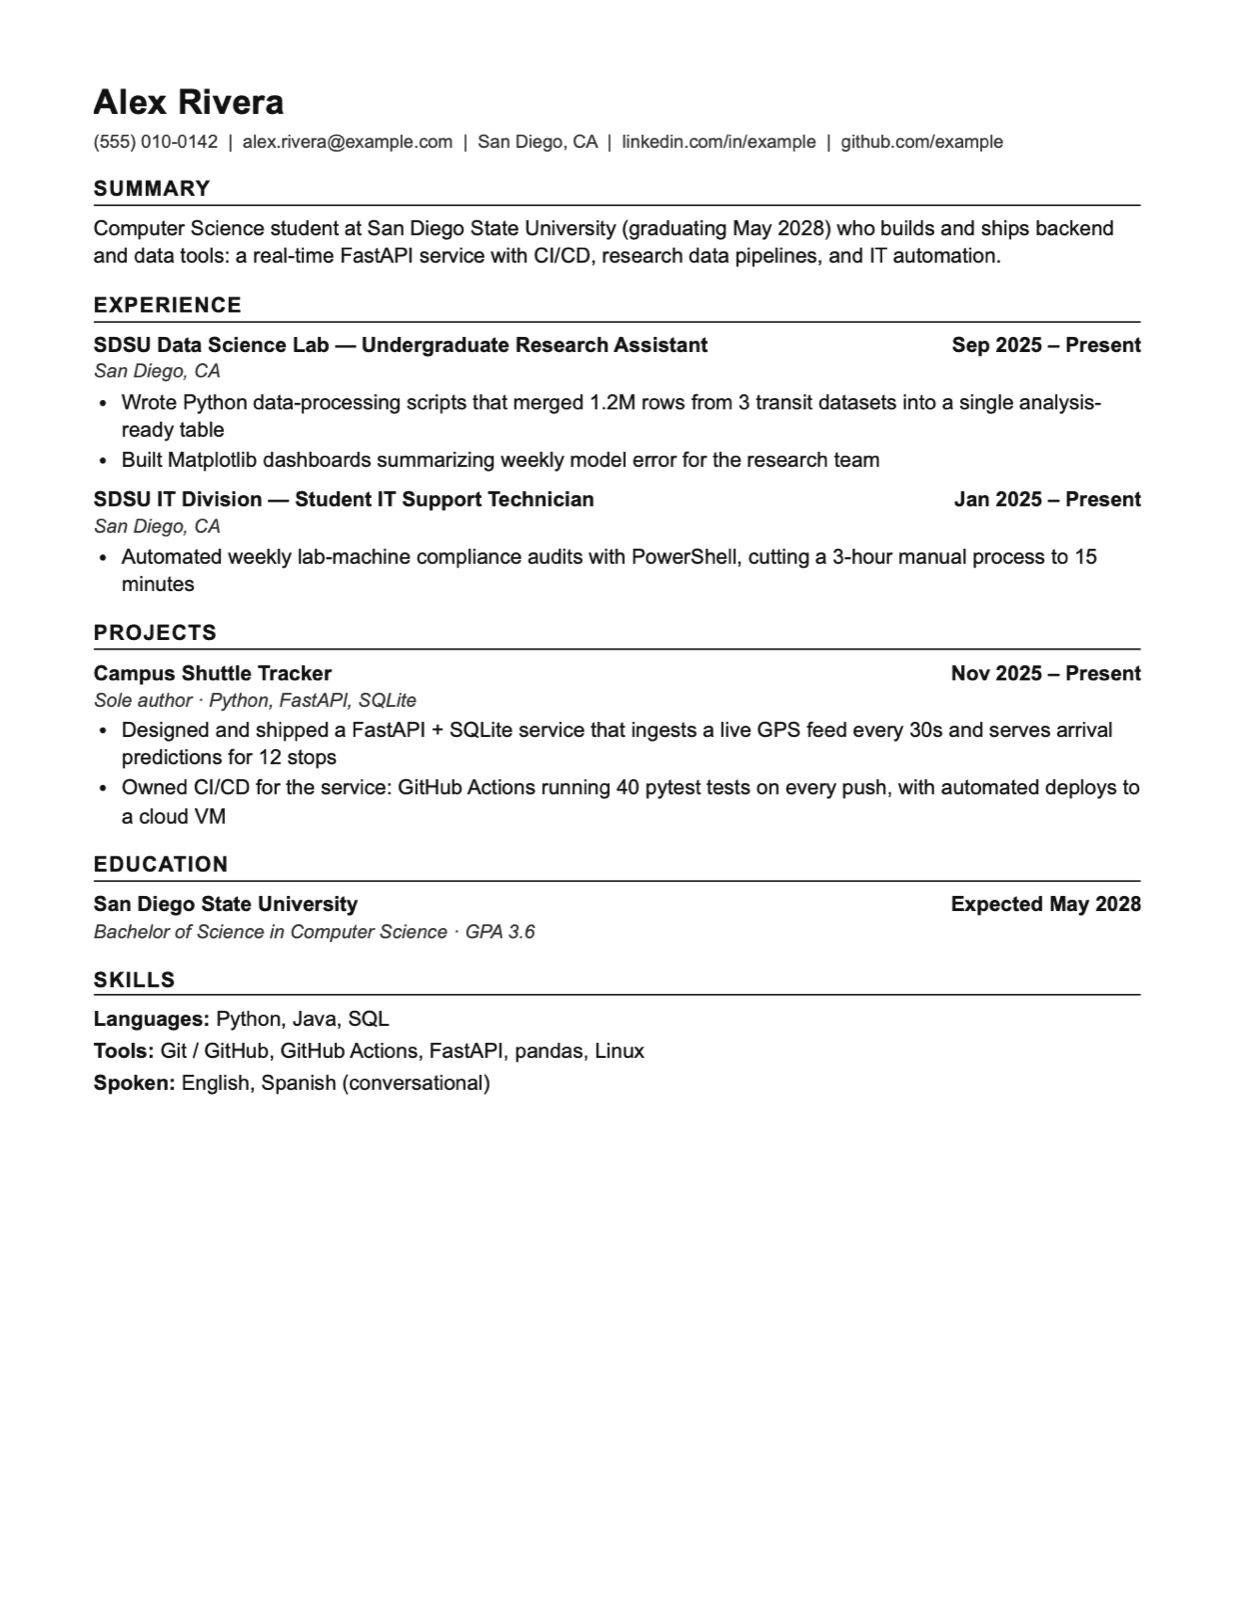 Alex Rivera
(555) 010-0142 | alex.rivera@example.com | San Diego, CA | linkedin.com/in/example | github.com/example
SUMMARY
Computer Science student at San Diego State University (graduating May 2028) who builds and ships backend
and data tools: a real-time FastAPI service with CI/CD, research data pipelines, and IT automation.
EXPERIENCE
SDSU Data Science Lab — Undergraduate Research Assistant Sep 2025 – Present
San Diego, CA
• Wrote Python data-processing scripts that merged 1.2M rows from 3 transit datasets into a single analysis-
ready table
• Built Matplotlib dashboards summarizing weekly model error for the research team
SDSU IT Division — Student IT Support Technician Jan 2025 – Present
San Diego, CA
• Automated weekly lab-machine compliance audits with PowerShell, cutting a 3-hour manual process to 15
minutes
PROJECTS
Campus Shuttle Tracker Nov 2025 – Present
Sole author · Python, FastAPI, SQLite
• Designed and shipped a FastAPI + SQLite service that ingests a live GPS feed every 30s and serves arrival
predictions for 12 stops
• Owned CI/CD for the service: GitHub Actions running 40 pytest tests on every push, with automated deploys to
a cloud VM
EDUCATION
San Diego State University Expected May 2028
Bachelor of Science in Computer Science · GPA 3.6
SKILLS
Languages: Python, Java, SQL
Tools: Git / GitHub, GitHub Actions, FastAPI, pandas, Linux
Spoken: English, Spanish (conversational)